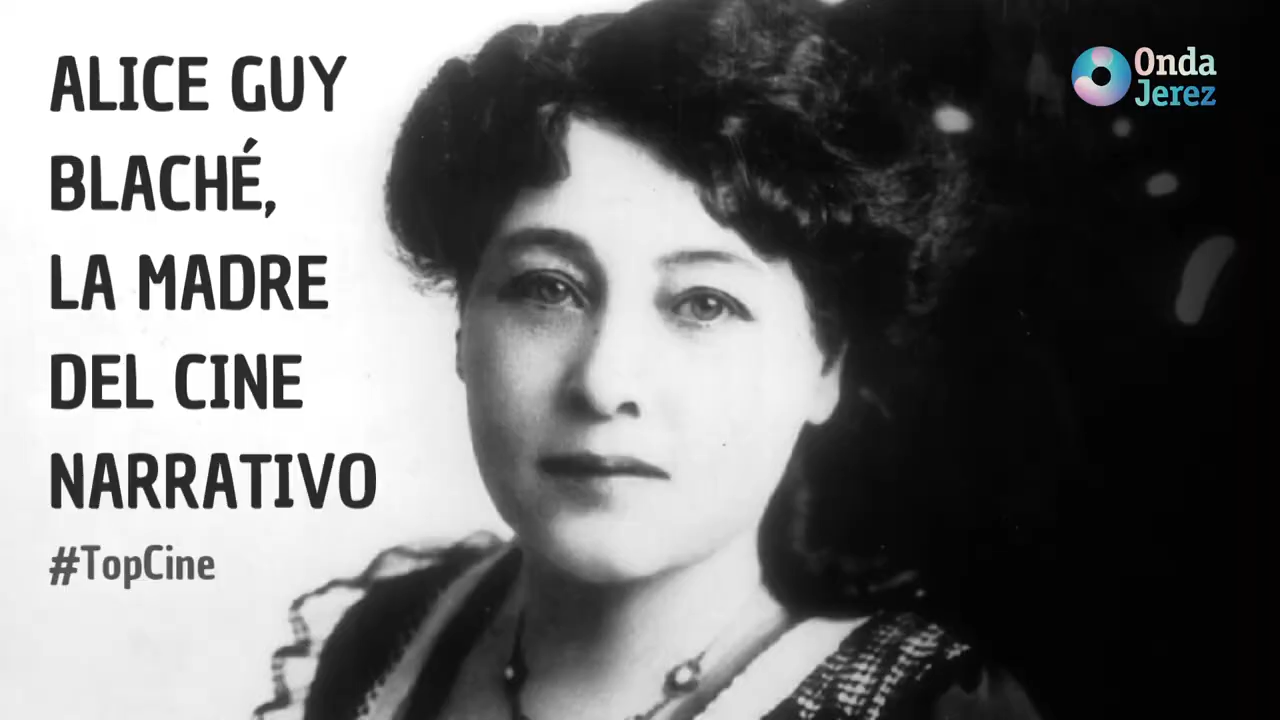 ALICE GUY
BLACHÉ,
LA MADRE
DEL CINE
NARRATIVO
#TopCine
Onda
Jerez